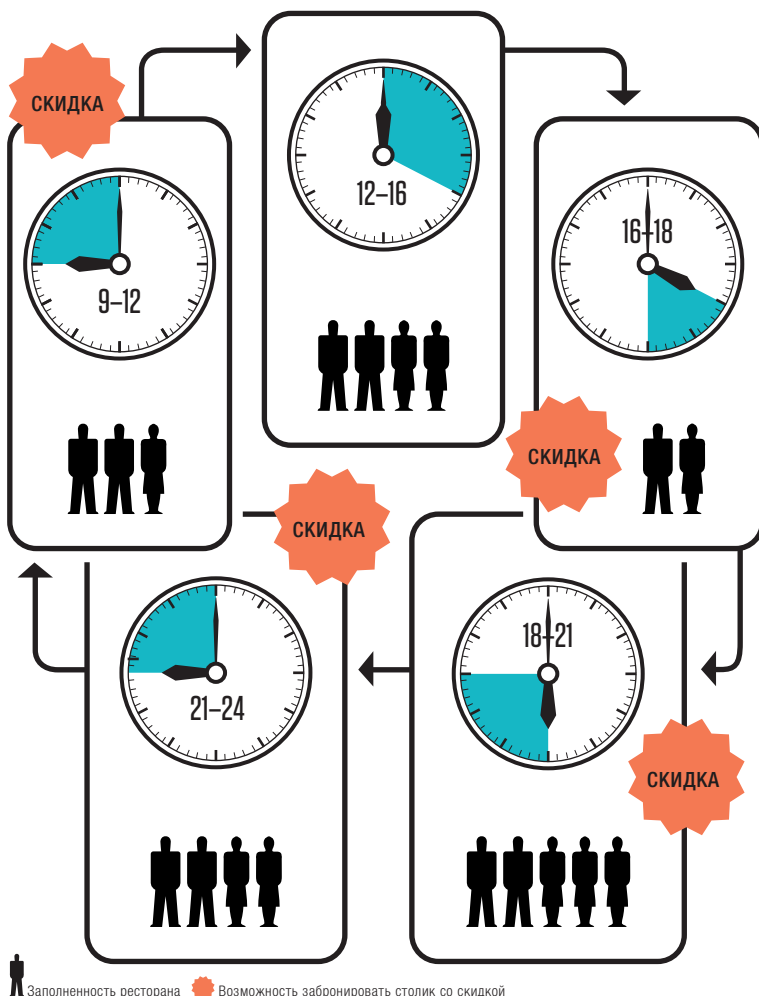 СКИДКА
9–12
12–16
16–18
СКИДКА
18–21
СКИДКА
21–24
СКИДКА
Заполненность ресторана
Возможность забронировать столик со скидкой